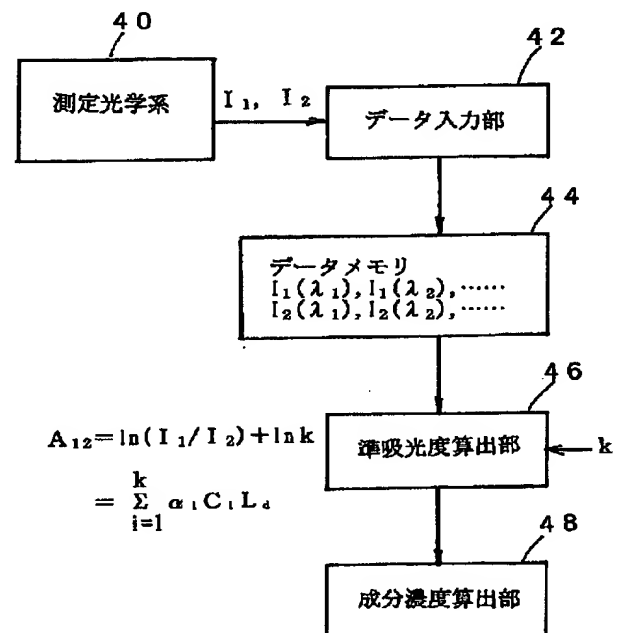 40
測定光学系
I₁, I₂
42
データ入力部
44
データメモリ
I₁(λ₁), I₁(λ₂), ……
I₂(λ₁), I₂(λ₂), ……
46
A₁₂=ln(I₁/I₂)+lnk
準吸光度算出部
k
k
= Σ αᵢCᵢL_d
i=1
48
成分濃度算出部